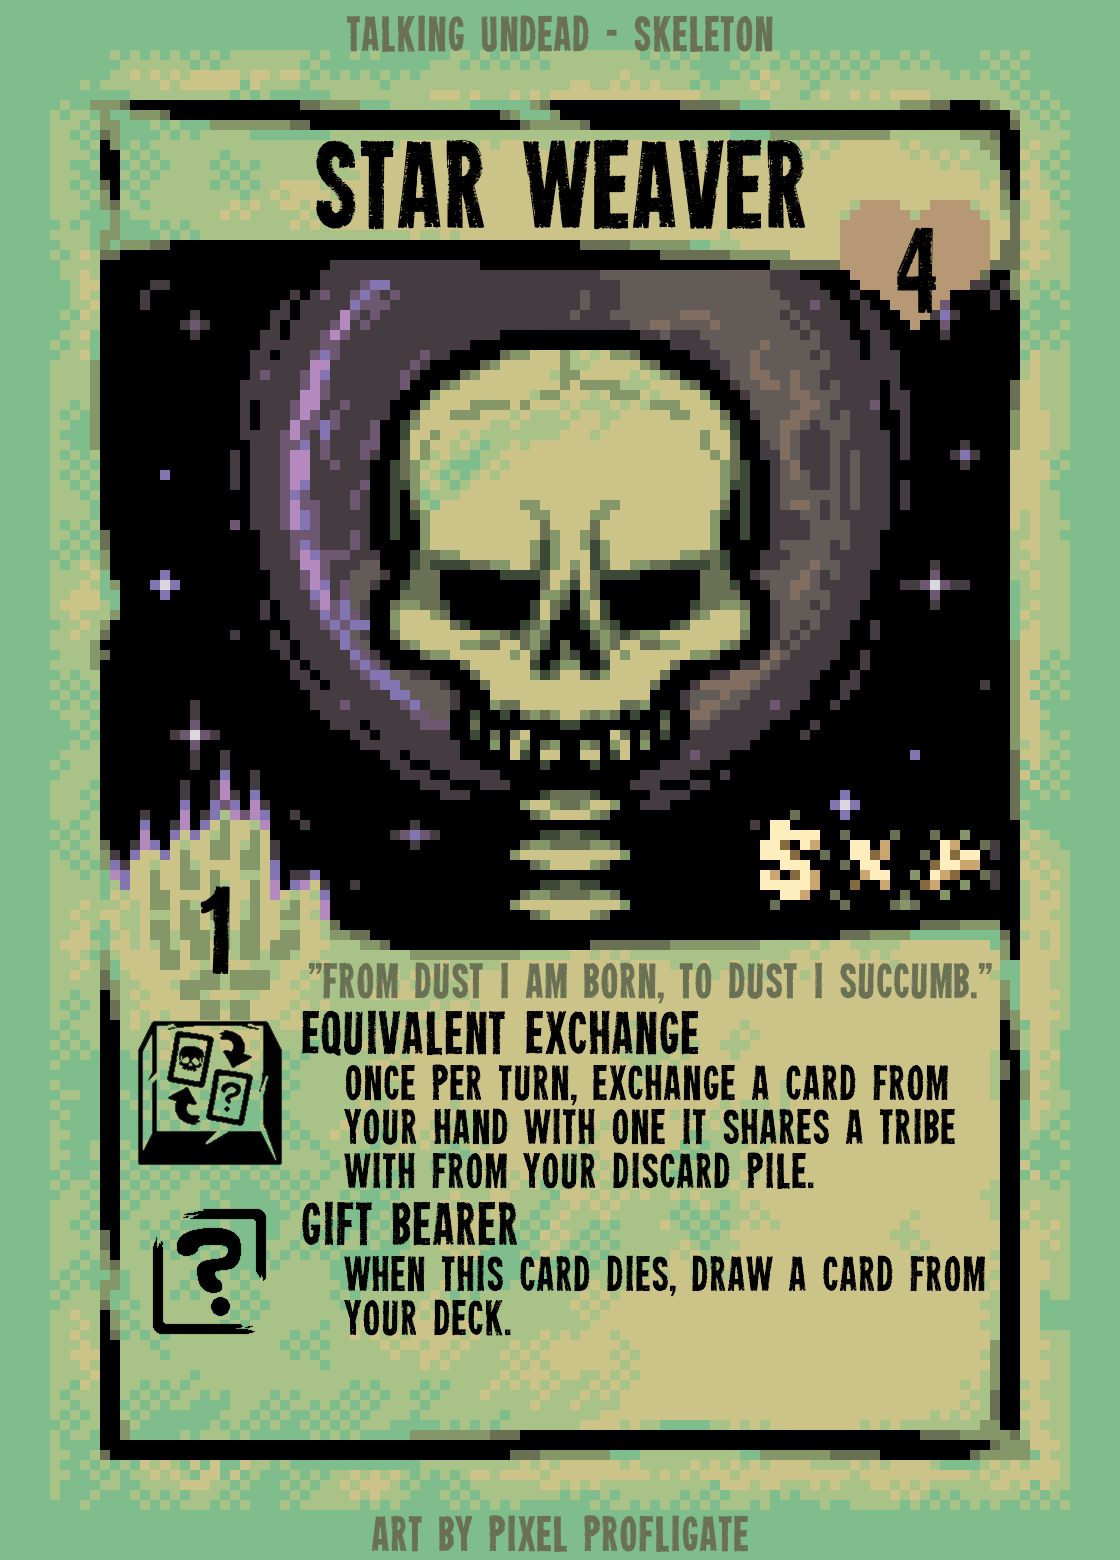 TALKING UNDEAD - SKELETON
STAR WEAVER
4
1
"FROM DUST I AM BORN, TO DUST I SUCCUMB."
EQUIVALENT EXCHANGE
ONCE PER TURN, EXCHANGE A CARD FROM
YOUR HAND WITH ONE IT SHARES A TRIBE
WITH FROM YOUR DISCARD PILE.
?
GIFT BEARER
WHEN THIS CARD DIES, DRAW A CARD FROM
YOUR DECK.
?
ART BY PIXEL PROFLIGATE